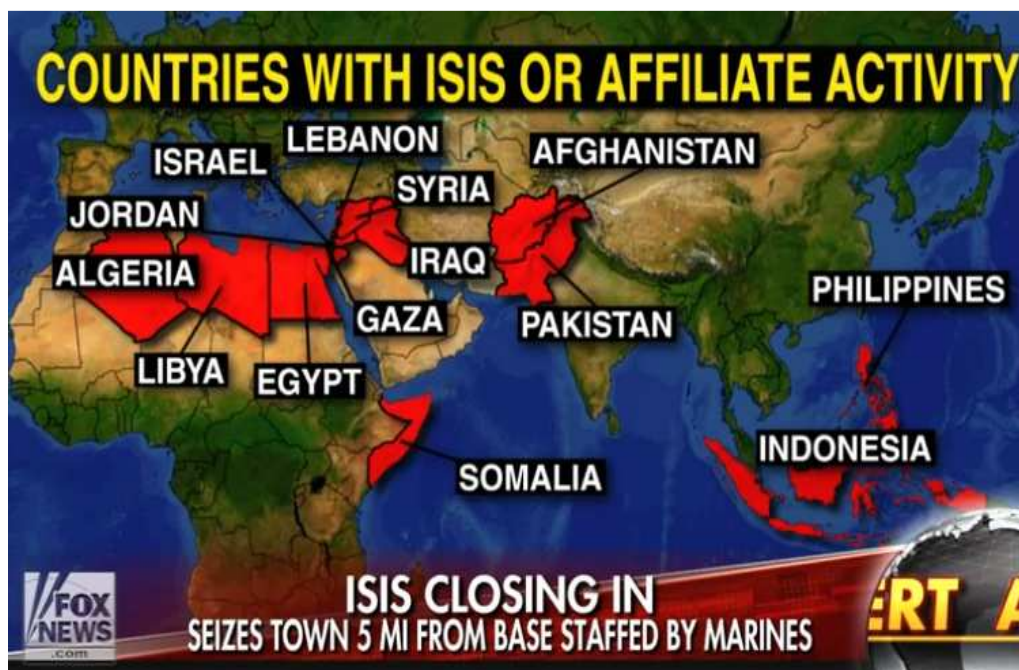 COUNTRIES WITH ISIS OR AFFILIATE ACTIVITY
LEBANON
ISRAEL
AFGHANISTAN
SYRIA
JORDAN
IRAQ
ALGERIA
PHILIPPINES
GAZA
PAKISTAN
LIBYA
EGYPT
INDONESIA
SOMALIA
ISIS CLOSING IN
SEIZES TOWN 5 MI FROM BASE STAFFED BY MARINES
FOX
NEWS
.com
ERT A